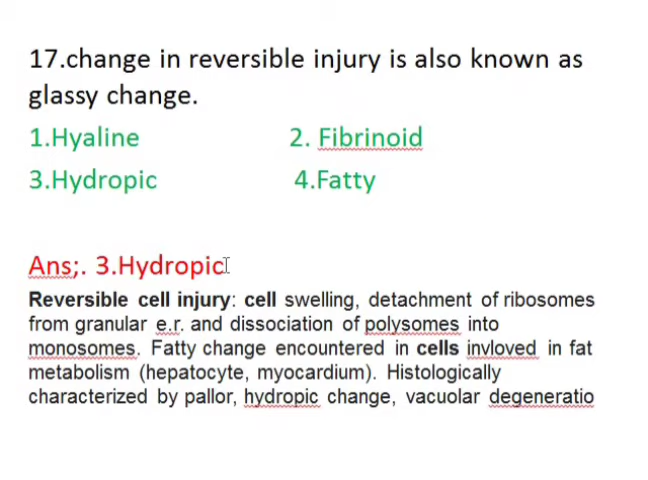 17.change in reversible injury is also known as
glassy change.
1.Hyaline 2. Fibrinoid
3.Hydropic 4.Fatty
Ans;. 3.Hydropic
Reversible cell injury: cell swelling, detachment of ribosomes
from granular e.r. and dissociation of polysomes into
monosomes. Fatty change encountered in cells invloved in fat
metabolism (hepatocyte, myocardium). Histologically
characterized by pallor, hydropic change, vacuolar degeneratio